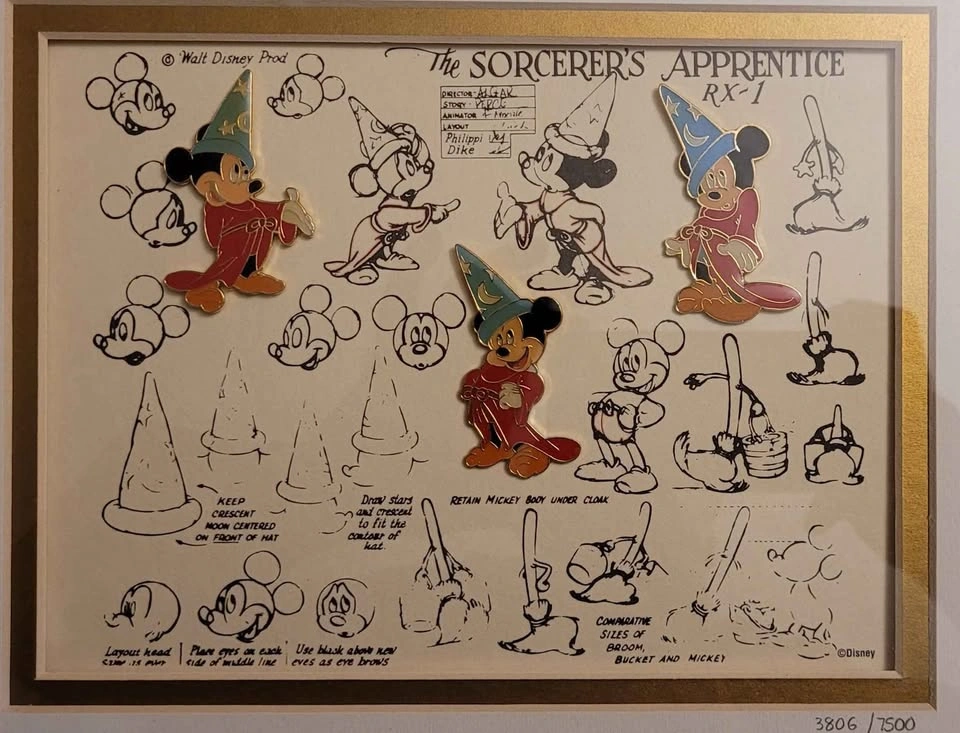 © Walt Disney Prod
The SORCERER'S APPRENTICE
RX-1
DIRECTOR - ALGAR
STORY - PERCE
ANIMATOR
LAYOUT
Philippi
Dike
KEEP
CRESCENT
MOON CENTERED
ON FRONT OF HAT
Draw stars
and crescent
to fit the
contour of
hat.
RETAIN MICKEY BODY UNDER CLOAK
Layout head
Place eyes on each
side of middle line
Use blush above new
eyes as eye brows
COMPARATIVE
SIZES OF
BROOM,
BUCKET AND MICKEY
©Disney
3806/7500